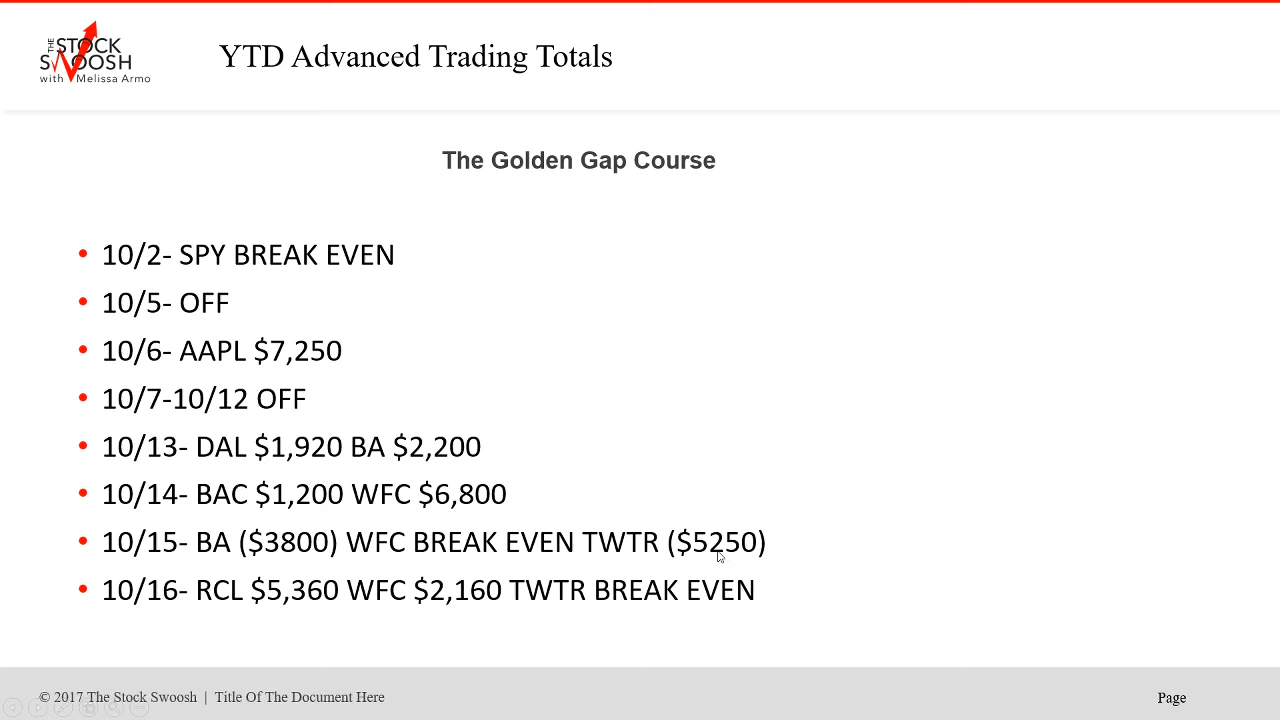 THE STOCK
SWOOSH
with Melissa Armo
YTD Advanced Trading Totals
The Golden Gap Course
• 10/2- SPY BREAK EVEN
• 10/5- OFF
• 10/6- AAPL $7,250
• 10/7-10/12 OFF
• 10/13- DAL $1,920 BA $2,200
• 10/14- BAC $1,200 WFC $6,800
• 10/15- BA ($3800) WFC BREAK EVEN TWTR ($5250)
• 10/16- RCL $5,360 WFC $2,160 TWTR BREAK EVEN
© 2017 The Stock Swoosh | Title Of The Document Here
Page